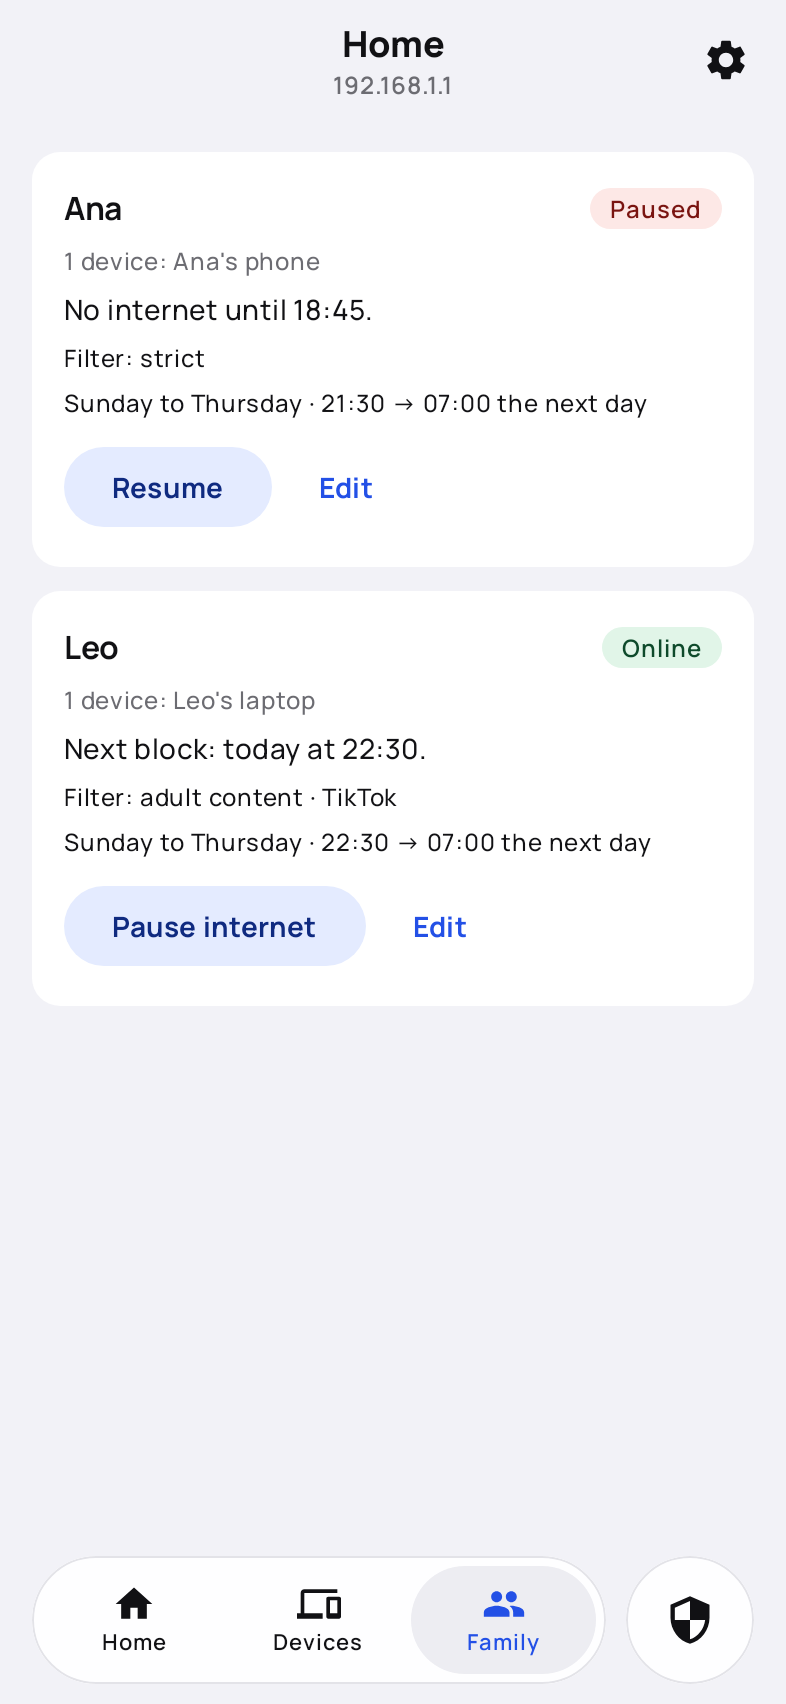 Home
192.168.1.1
Ana
Paused
1 device: Ana's phone
No internet until 18:45.
Filter: strict
Sunday to Thursday · 21:30 → 07:00 the next day
Resume
Edit
Leo
Online
1 device: Leo's laptop
Next block: today at 22:30.
Filter: adult content · TikTok
Sunday to Thursday · 22:30 → 07:00 the next day
Pause internet
Edit
Home
Devices
Family